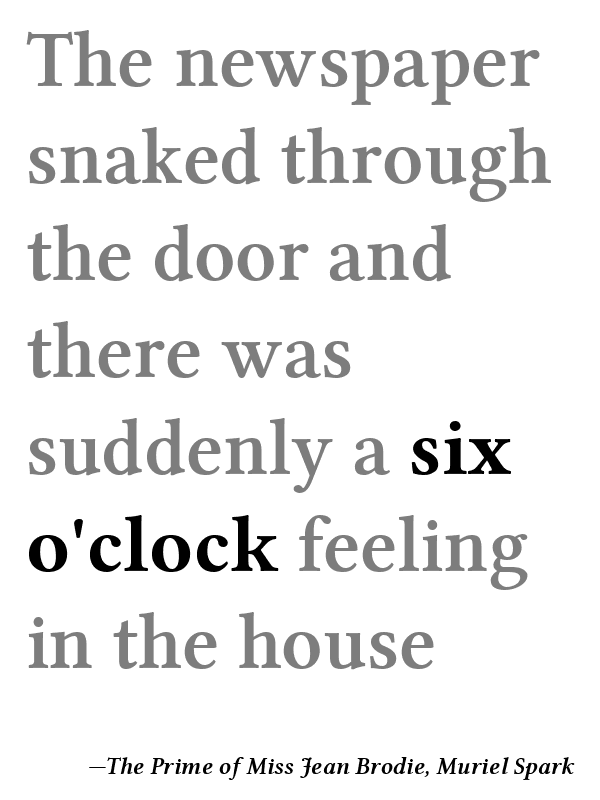 The newspaper
snaked through
the door and
there was
suddenly a six
o'clock feeling
in the house
—The Prime of Miss Jean Brodie, Muriel Spark